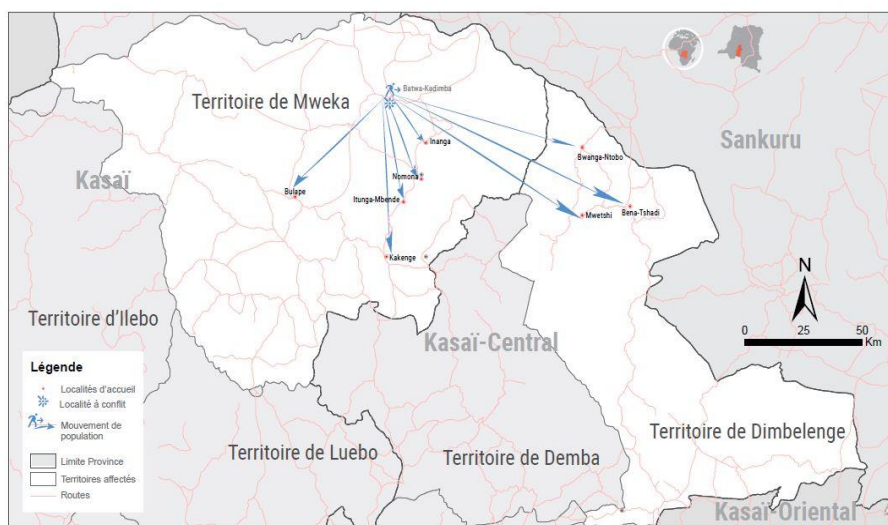 Batwa-Kadimba
Territoire de Mweka
Sankuru
Inanga
Bwanga-Ntobo
Kasaï
Nomona
Bulape
Itunga-Mbende
Bena-Tshadi
Mwetshi
Kakenge
N
Territoire d'Ilebo
Kasaï-Central
0 25 50
Km
Légende
Localités d'accueil
Localité à conflit
Mouvement de
population
Limite Province
Territoires affectés
Routes
Territoire de Luebo
Territoire de Demba
Territoire de Dimbelenge
Kasaï-Oriental